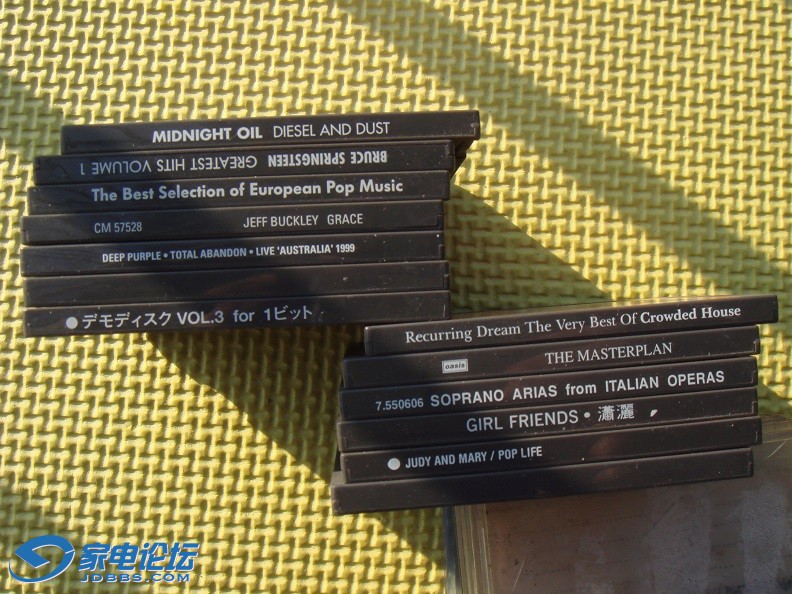 MIDNIGHT OIL DIESEL AND DUST
BRUCE SPRINGSTEEN GREATEST HITS VOLUME 1
The Best Selection of European Pop Music
CM 57528 JEFF BUCKLEY GRACE
DEEP PURPLE • TOTAL ABANDON • LIVE 'AUSTRALIA' 1999
●デモディスク VOL.3 for 1ビット
Recurring Dream The Very Best Of Crowded House
oasis THE MASTERPLAN
7.550606 SOPRANO ARIAS from ITALIAN OPERAS
GIRL FRIENDS • 瀟灑
● JUDY AND MARY / POP LIFE
家电论坛
JDBBS.COM